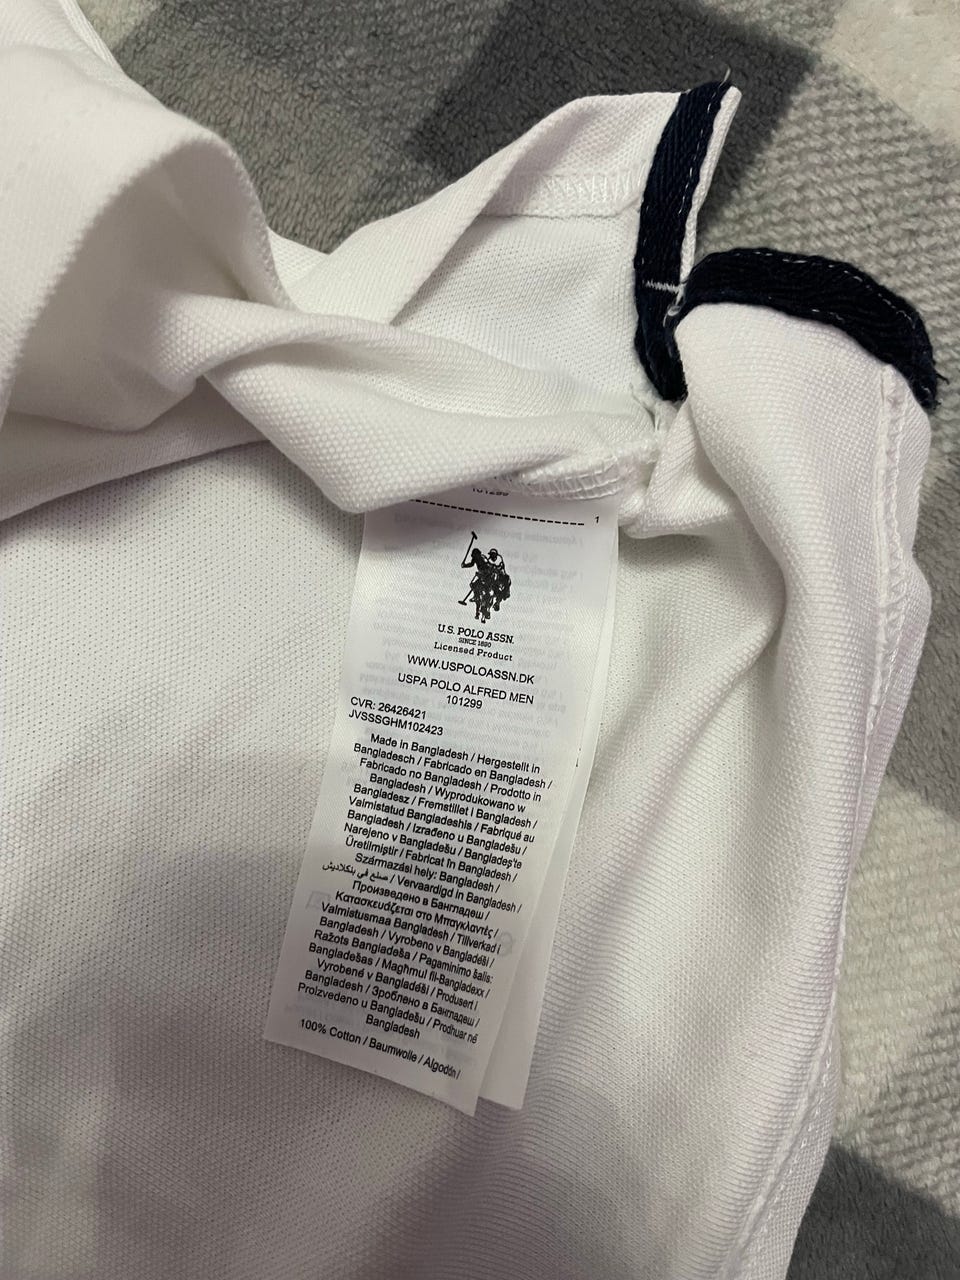 101299
1
U.S. POLO ASSN.
SINCE 1890
Licensed Product
WWW.USPOLOASSN.DK
USPA POLO ALFRED MEN
101299
CVR: 26426421
JVSSSGHM102423
Made in Bangladesh / Hergestellt in
Bangladesch / Fabricado en Bangladesh /
Fabricado no Bangladesh / Prodotto in
Bangladesh / Wyprodukowano w
Bangladesz / Fremstillet i Bangladesh /
Valmistatud Bangladeshis / Fabriqué au
Bangladesh / Izrađeno u Bangladešu /
Narejeno v Bangladešu / Bangladeş'te
Üretilmiştir / Fabricat în Bangladesh /
Származási hely: Bangladesh /
صنع في بنكلاديش / Vervaardigd in Bangladesh /
Произведено в Бангладеш /
Κατασκευάζεται στο Μπαγκλαντές /
Valmistusmaa Bangladesh / Tillverkad i
Bangladesh / Vyrobeno v Bangladéši /
Ražots Bangladeša / Pagaminimo šalis:
Bangladešas / Magħmul fil-Bangladexx /
Vyrobené v Bangladéši / Produsert i
Bangladesh / Зроблено в Бангладеш /
Proizvedeno u Bangladešu / Prodhuar në
Bangladesh
100% Cotton / Baumwolle / Algodón /